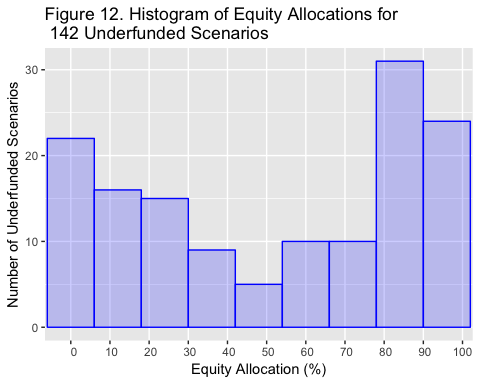 Figure 12. Histogram of Equity Allocations for
142 Underfunded Scenarios
Number of Underfunded Scenarios
30
20
10
0
0 10 20 30 40 50 60 70 80 90 100
Equity Allocation (%)